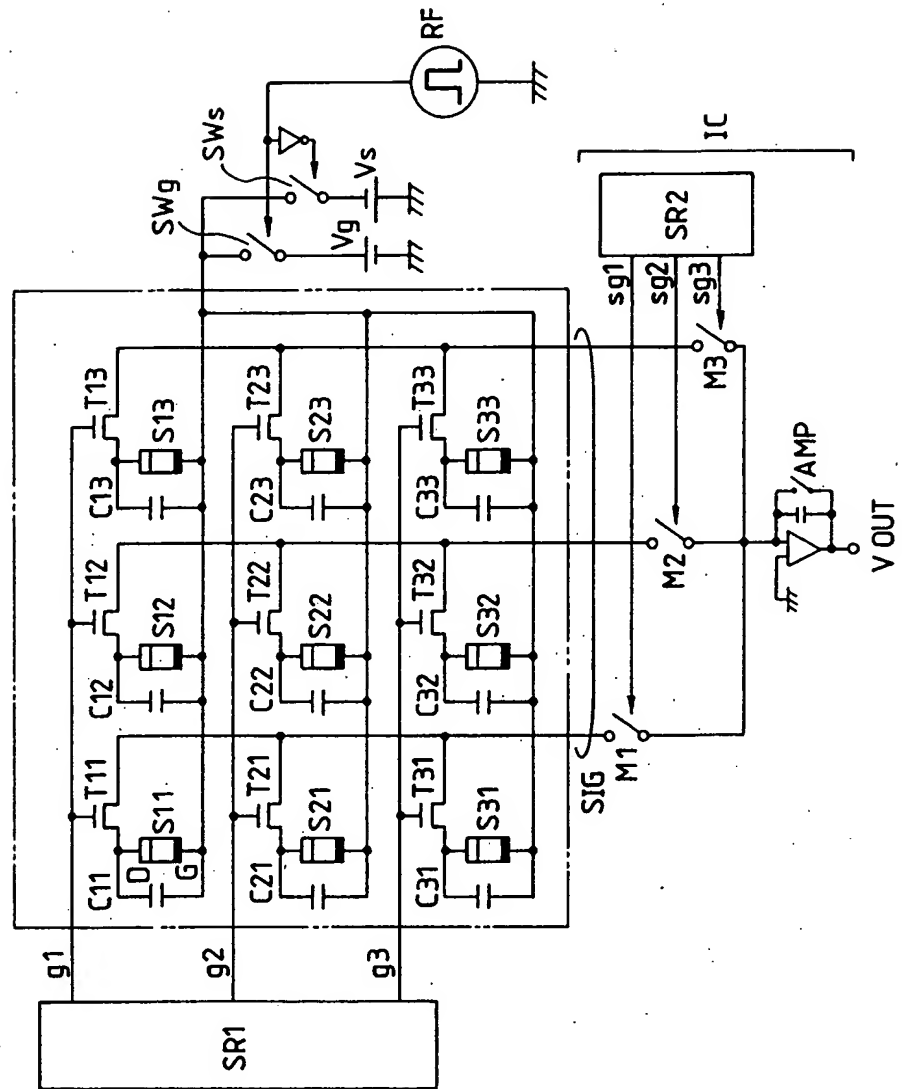 RF
SWs
SWg
Vs
Vg
IC
SR2
sg1
sg2
sg3
T13
T23
T33
C13
S13
C23
S23
C33
S33
M3
T12
T22
T32
C12
S12
C22
S22
C32
S32
M2
AMP
V OUT
T11
T21
T31
C11
S11
D
G
C21
S21
C31
S31
SIG
M1
g1
g2
g3
SR1